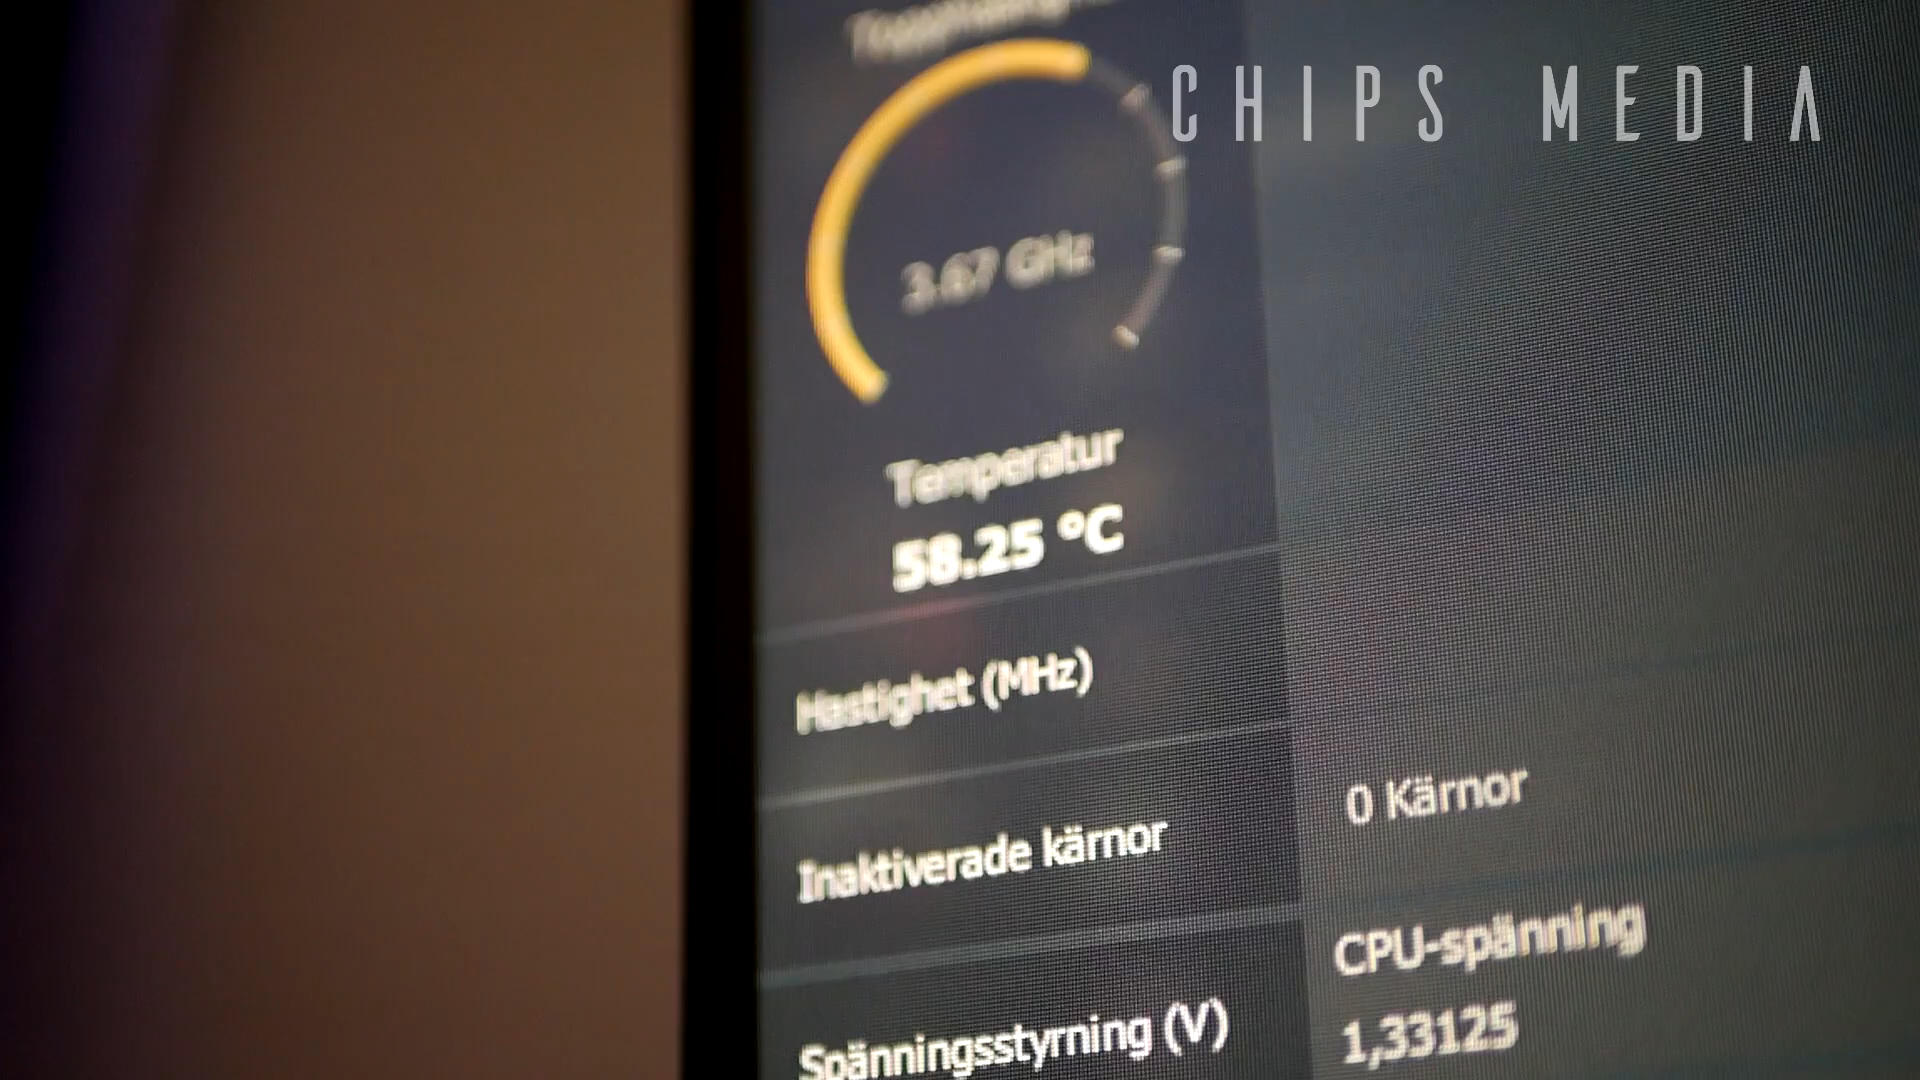 CHIPS MEDIA
3.67 GHz
Temperatur
58.25 °C
Hastighet (MHz)
Inaktiverade kärnor
0 Kärnor
Spänningsstyrning (V)
CPU-spänning
1,33125